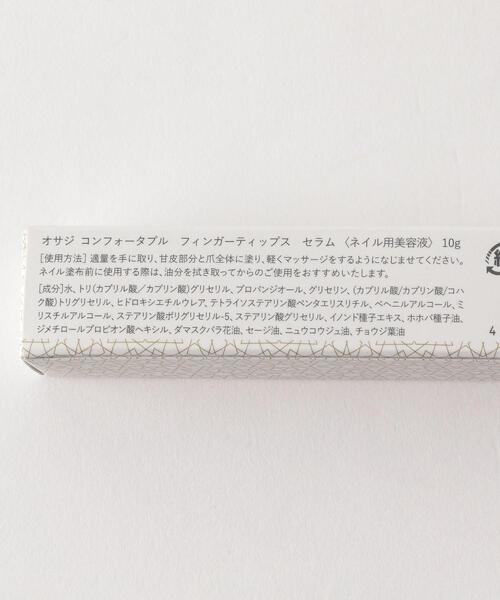 オサジ コンフォータブル フィンガーティップス セラム 〈ネイル用美容液〉 10g
[使用方法] 適量を手に取り、甘皮部分と爪全体に塗り、軽くマッサージをするようになじませてください。
ネイル塗布前に使用する際は、油分を拭き取ってからのご使用をおすすめいたします。
[成分]水、トリ(カプリル酸/カプリン酸)グリセリル、プロパンジオール、グリセリン、(カプリル酸/カプリン酸/コハ
ク酸)トリグリセリル、ヒドロキシエチルウレア、テトライソステアリン酸ペンタエリスリチル、ベヘニルアルコール、ミ
リスチルアルコール、ステアリン酸ポリグリセリル-5、ステアリン酸グリセリル、イノンド種子エキス、ホホバ種子油、
ジメチロールプロピオン酸ヘキシル、ダマスクバラ花油、セージ油、ニュウコウジュ油、チョウジ葉油
4